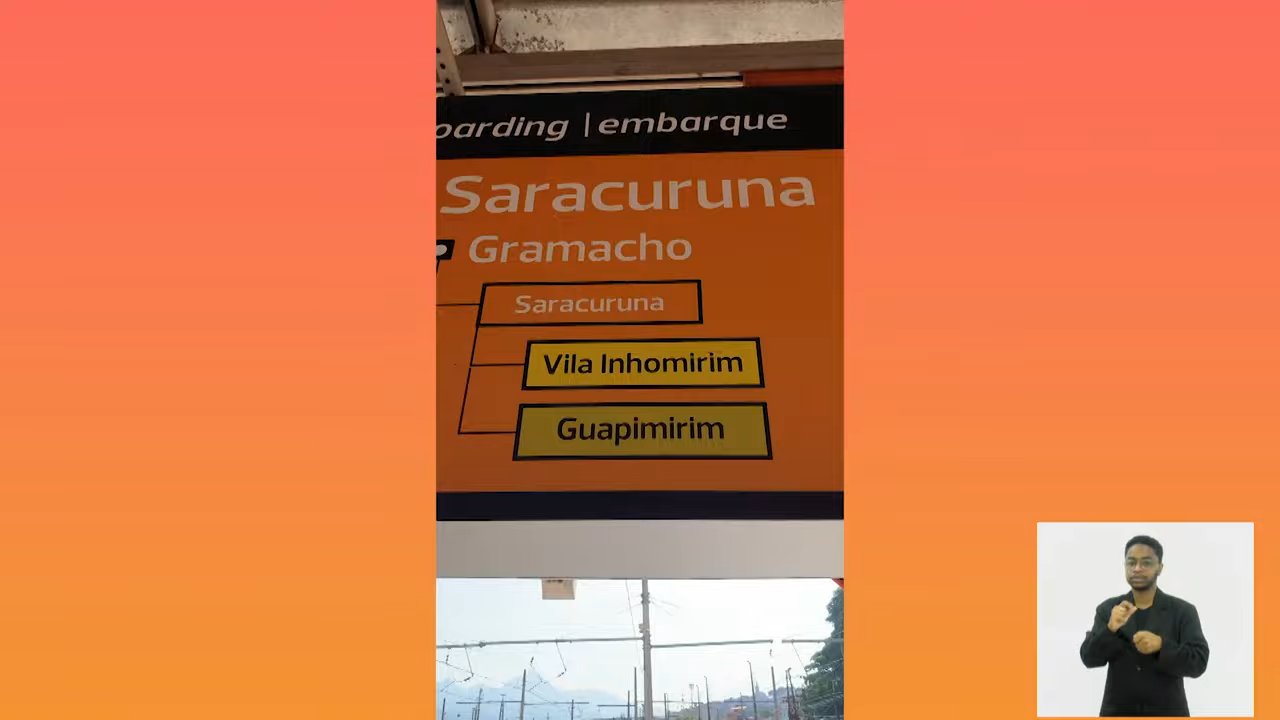 oarding | embarque
Saracuruna
Gramacho
Saracuruna
Vila Inhomirim
Guapimirim